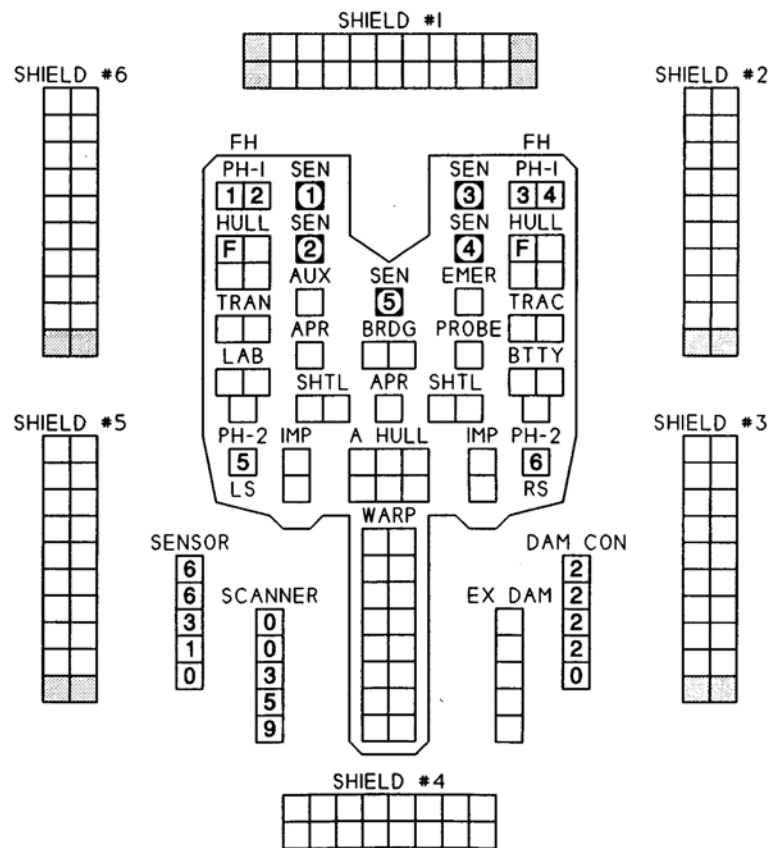 SHIELD #1
SHIELD #6
SHIELD #2
FH
FH
PH-1 SEN SEN PH-1
1 2 1 3 3 4
HULL SEN SEN HULL
F 2 4 F
AUX SEN EMER
5
TRAN TRAC
APR BRDG PROBE
LAB BTTY
SHTL APR SHTL
SHIELD #5
SHIELD #3
PH-2 IMP A HULL IMP PH-2
5 6
LS RS
WARP
SENSOR DAM CON
6 2
6 2
3 2
1 2
0 0
SCANNER EX DAM
0
0
3
5
9
SHIELD #4